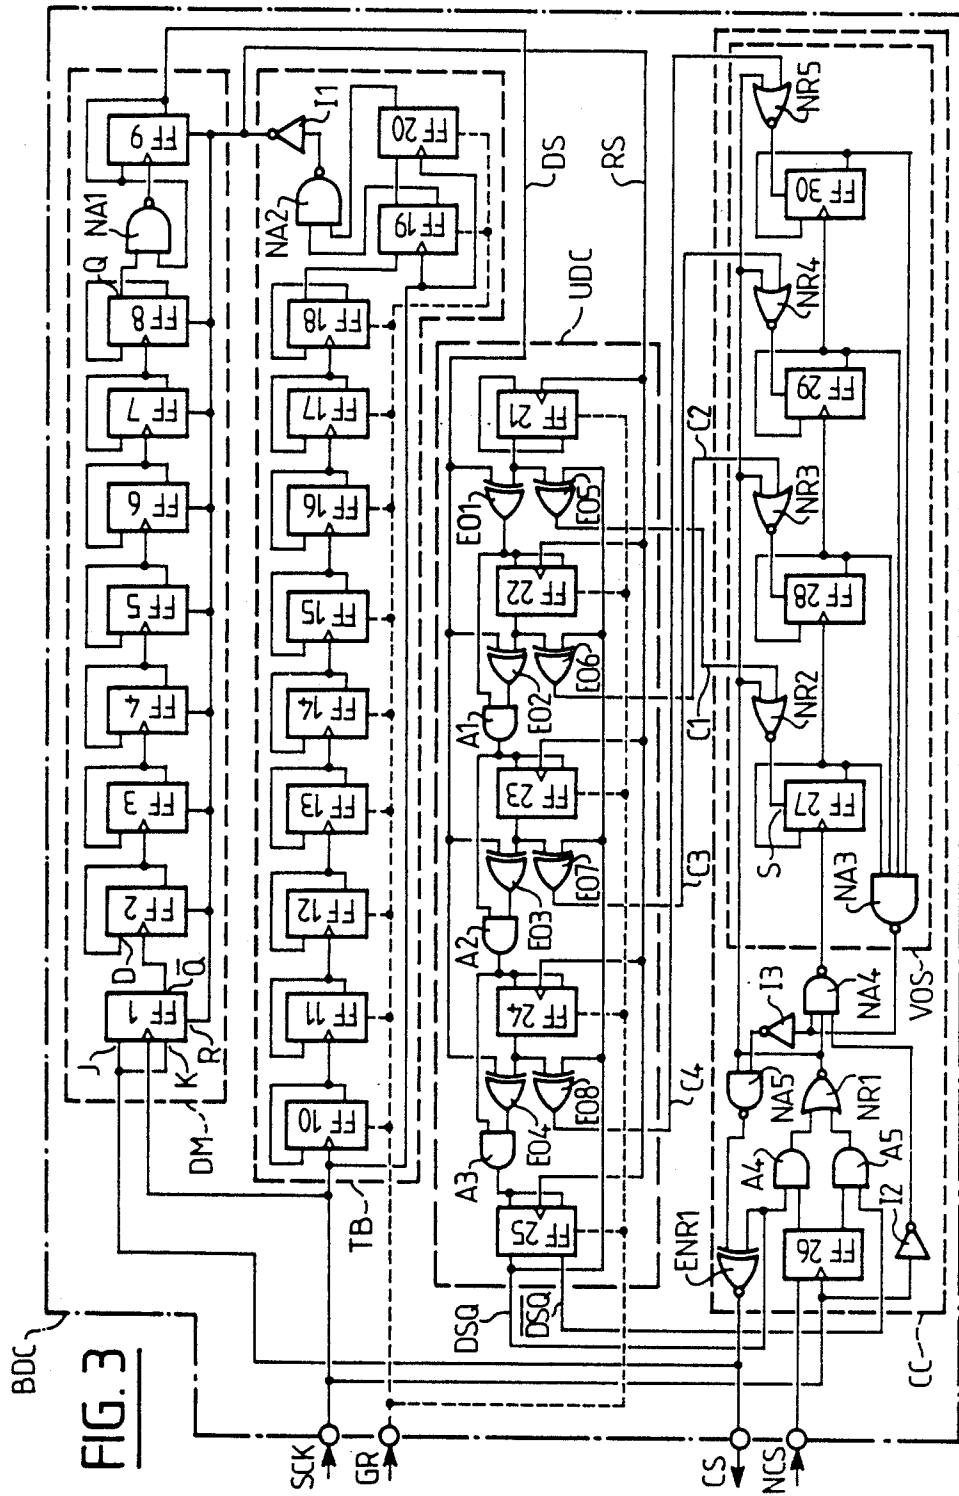 FIG. 3
BDC
SCK
GR
CS
NCS
DM
J
K
R
Q̅
D
Q
FF 1
FF 2
FF 3
FF 4
FF 5
FF 6
FF 7
FF 8
NA1
FF 9
TB
FF 10
FF 11
FF 12
FF 13
FF 14
FF 15
FF 16
FF 17
FF 18
FF 19
FF 20
NA2
I1
DS
RS
UDC
DSQ
D̅S̅Q̅
FF 25
A3
EO4
EO8
FF 24
A2
EO3
EO7
FF 23
A1
EO2
EO6
FF 22
EO1
EO5
FF 21
C4
C3
C1
C2
CC
ENR1
FF 26
I2
A4
A5
NR1
NA5
I3
NA4
VOS
NA3
S
FF 27
NR2
FF 28
NR3
FF 29
NR4
FF 30
NR5